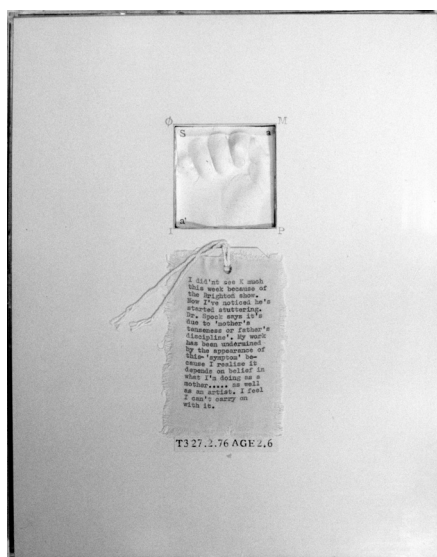 Ø M
S a
a'
I P
I did'nt see K much
this week because of
the Brighton show.
Now I've noticed he's
started stuttering.
Dr. Spock says it's
due to 'mother's
tenseness or father's
discipline'. My work
has been undermined
by the appearance of
this 'symptom' be-
cause I realize it
depends on belief in
what I'm doing as a
mother..... as well
as an artist. I feel
I can't carry on
with it.
T3 27.2.76 AGE 2,6